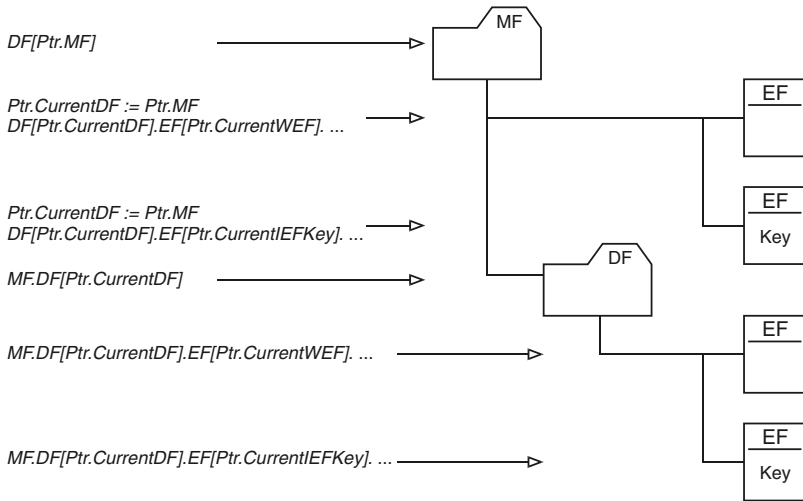 DF[Ptr.MF]
MF
Ptr.CurrentDF := Ptr.MF
DF[Ptr.CurrentDF].EF[Ptr.CurrentWEF]. ...
EF
Ptr.CurrentDF := Ptr.MF
DF[Ptr.CurrentDF].EF[Ptr.CurrentIEFKey]. ...
EF
Key
MF.DF[Ptr.CurrentDF]
DF
MF.DF[Ptr.CurrentDF].EF[Ptr.CurrentWEF]. ...
EF
MF.DF[Ptr.CurrentDF].EF[Ptr.CurrentIEFKey]. ...
EF
Key